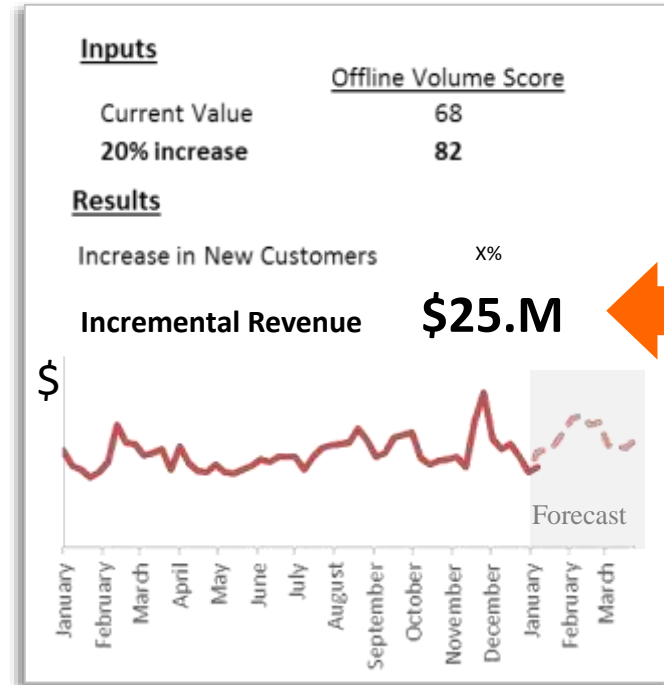 Inputs
Offline Volume Score
Current Value 68
20% increase 82
Results
Increase in New Customers X%
Incremental Revenue $25.M
$
Forecast
January February March April May June July August September October November December January February March